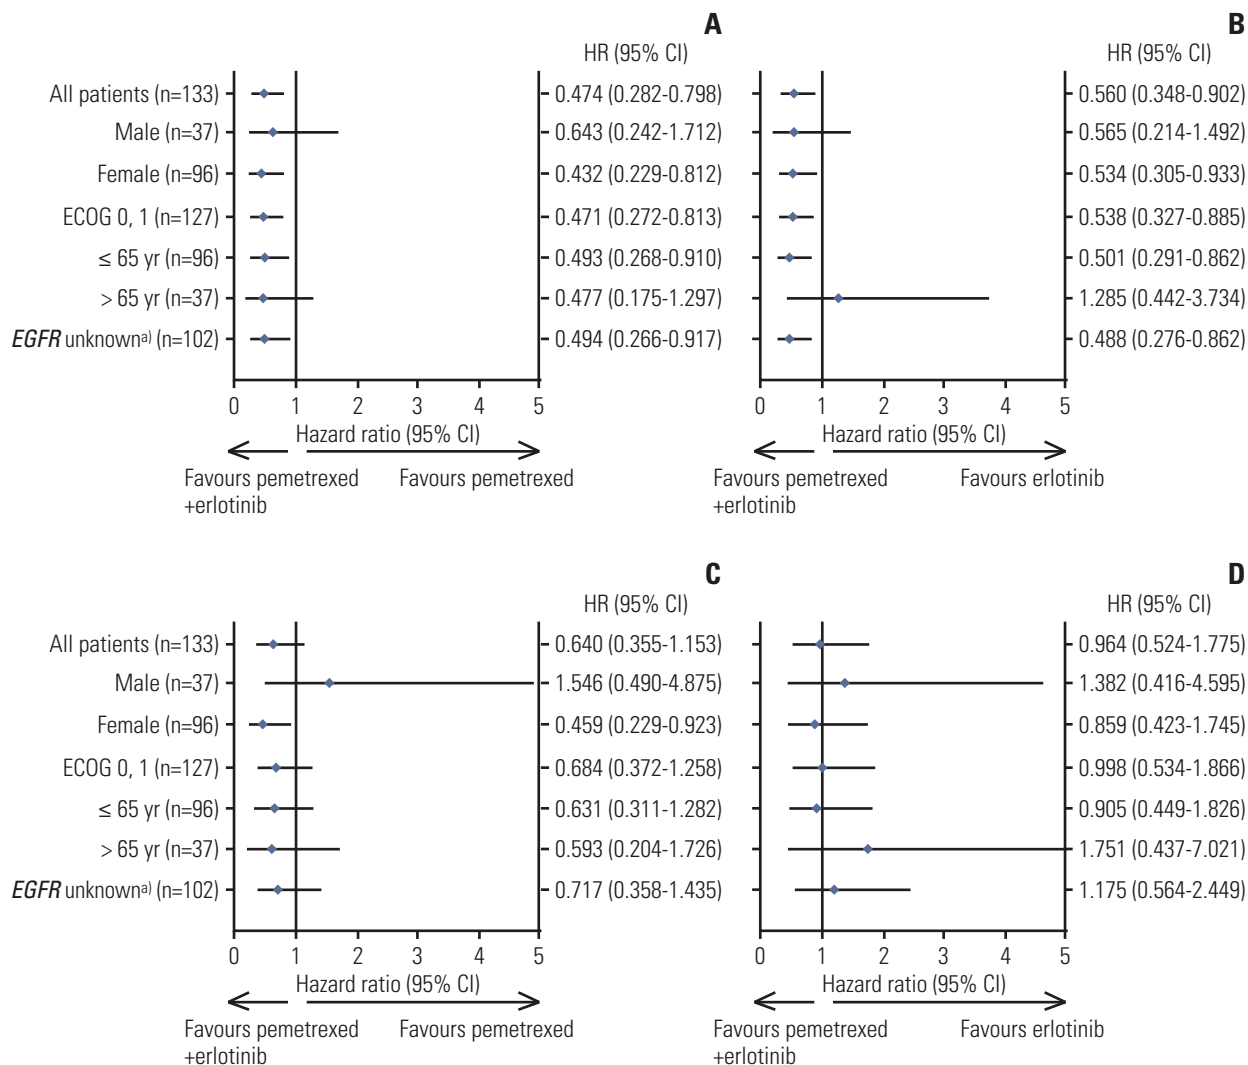 A
HR (95% CI)
All patients (n=133) 0.474 (0.282-0.798)
Male (n=37) 0.643 (0.242-1.712)
Female (n=96) 0.432 (0.229-0.812)
ECOG 0, 1 (n=127) 0.471 (0.272-0.813)
≤ 65 yr (n=96) 0.493 (0.268-0.910)
> 65 yr (n=37) 0.477 (0.175-1.297)
EGFR unknownᵃ⁾ (n=102) 0.494 (0.266-0.917)
0 1 2 3 4 5
Hazard ratio (95% CI)
Favours pemetrexed
+erlotinib
Favours pemetrexed
B
HR (95% CI)
0.560 (0.348-0.902)
0.565 (0.214-1.492)
0.534 (0.305-0.933)
0.538 (0.327-0.885)
0.501 (0.291-0.862)
1.285 (0.442-3.734)
0.488 (0.276-0.862)
0 1 2 3 4 5
Hazard ratio (95% CI)
Favours pemetrexed
+erlotinib
Favours erlotinib
C
HR (95% CI)
All patients (n=133) 0.640 (0.355-1.153)
Male (n=37) 1.546 (0.490-4.875)
Female (n=96) 0.459 (0.229-0.923)
ECOG 0, 1 (n=127) 0.684 (0.372-1.258)
≤ 65 yr (n=96) 0.631 (0.311-1.282)
> 65 yr (n=37) 0.593 (0.204-1.726)
EGFR unknownᵃ⁾ (n=102) 0.717 (0.358-1.435)
0 1 2 3 4 5
Hazard ratio (95% CI)
Favours pemetrexed
+erlotinib
Favours pemetrexed
D
HR (95% CI)
0.964 (0.524-1.775)
1.382 (0.416-4.595)
0.859 (0.423-1.745)
0.998 (0.534-1.866)
0.905 (0.449-1.826)
1.751 (0.437-7.021)
1.175 (0.564-2.449)
0 1 2 3 4 5
Hazard ratio (95% CI)
Favours pemetrexed
+erlotinib
Favours erlotinib